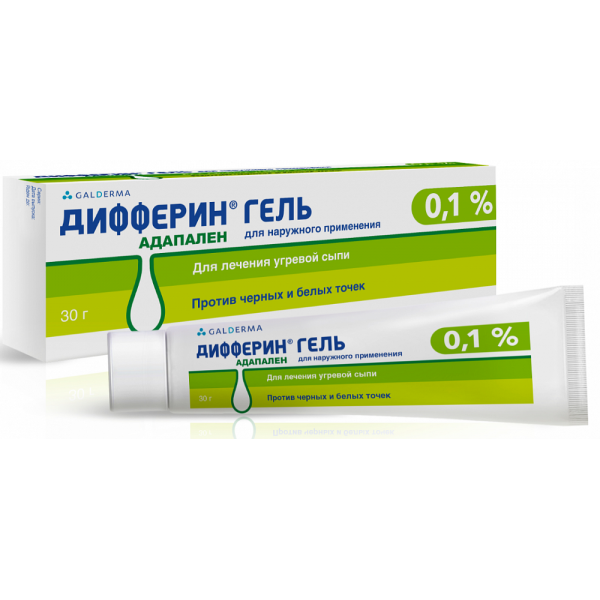 GALDERMA
ДИФФЕРИН® ГЕЛЬ
0,1 %
АДАПАЛЕН
для наружного применения
Для лечения угревой сыпи
30 г
Против черных и белых точек
GALDERMA
ДИФФЕРИН® ГЕЛЬ
0,1 %
АДАПАЛЕН
для наружного применения
Для лечения угревой сыпи
30 г
Против черных и белых точек